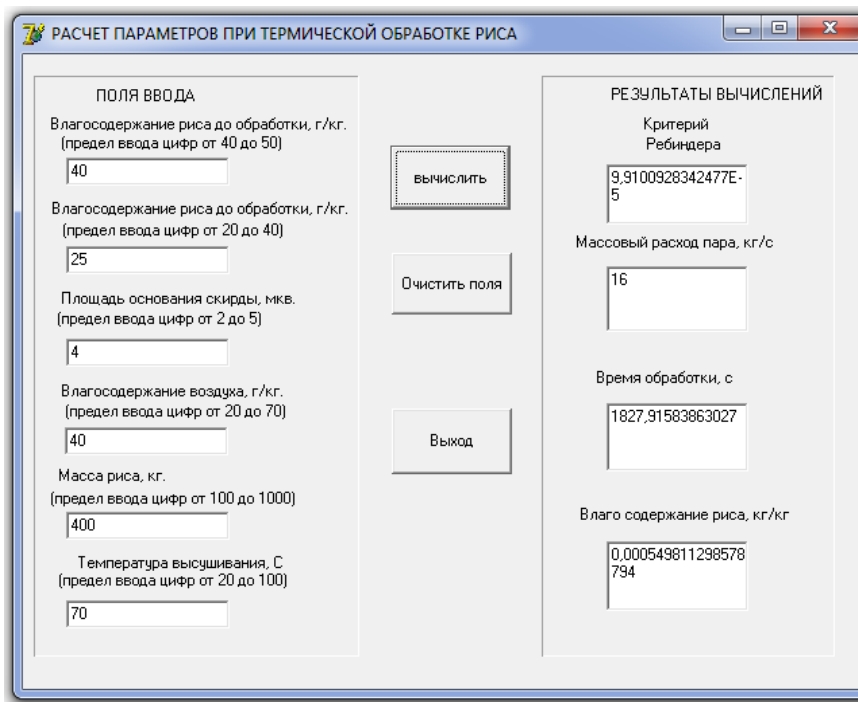 РАСЧЕТ ПАРАМЕТРОВ ПРИ ТЕРМИЧЕСКОЙ ОБРАБОТКЕ РИСА
ПОЛЯ ВВОДА
Влагосодержание риса до обработки, г/кг.
(предел ввода цифр от 40 до 50)
40
Влагосодержание риса до обработки, г/кг.
(предел ввода цифр от 20 до 40)
25
Площадь основания скирды, мкв.
(предел ввода цифр от 2 до 5)
4
Влагосодержание воздуха, г/кг.
(предел ввода цифр от 20 до 70)
40
Масса риса, кг.
(предел ввода цифр от 100 до 1000)
400
Температура высушивания, С
(предел ввода цифр от 20 до 100)
70
вычислить
Очистить поля
Выход
РЕЗУЛЬТАТЫ ВЫЧИСЛЕНИЙ
Критерий
Ребиндера
9,9100928342477E-
5
Массовый расход пара, кг/с
16
Время обработки, с
1827,91583863027
Влаго содержание риса, кг/кг
0,000549811298578
794